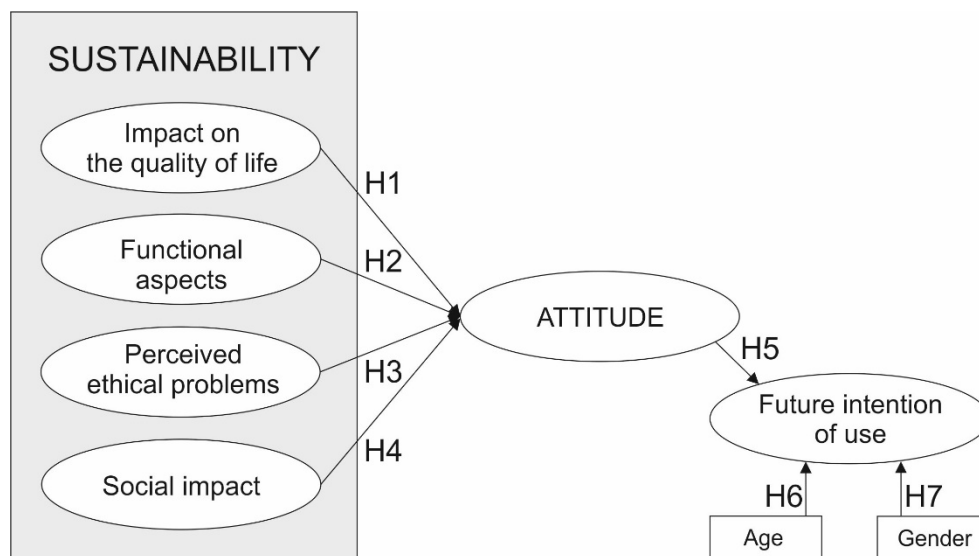 SUSTAINABILITY
Impact on
the quality of life
H1
Functional
aspects
H2
Perceived
ethical problems
H3
Social impact
H4
ATTITUDE
H5
Future intention
of use
H6
H7
Age
Gender